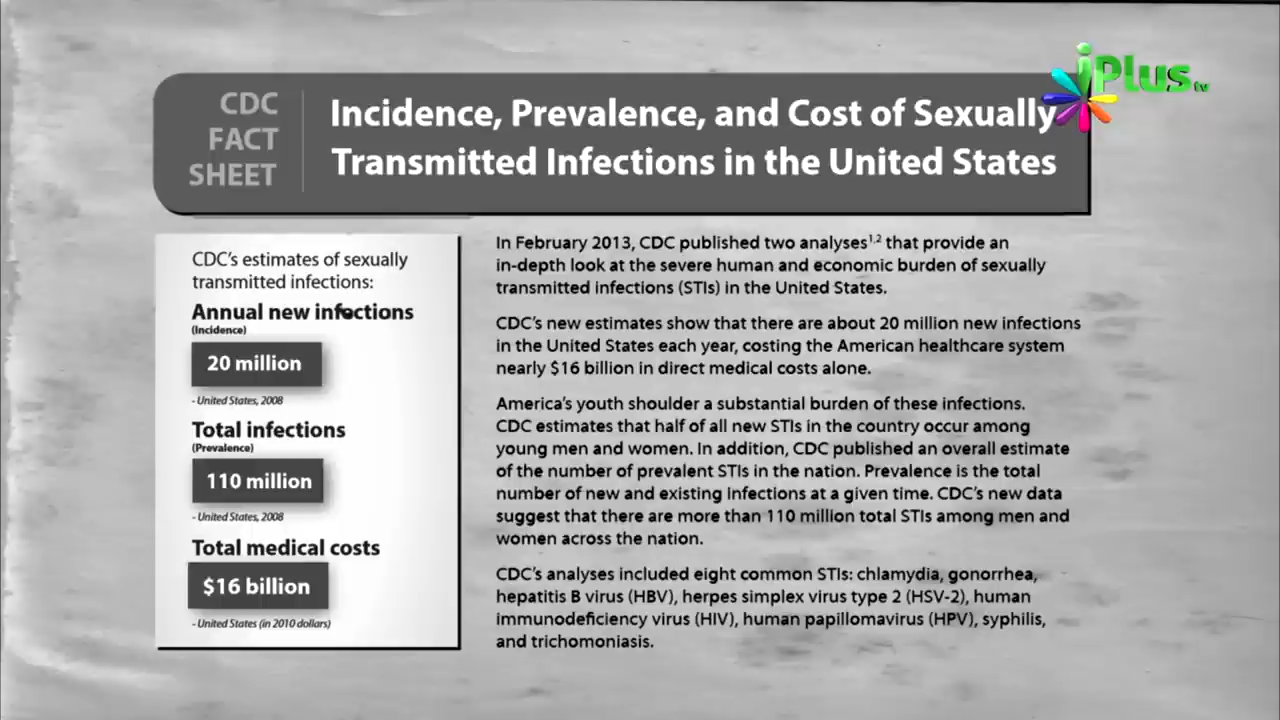 iPlus tv
CDC
FACT
SHEET
Incidence, Prevalence, and Cost of Sexually
Transmitted Infections in the United States
CDC's estimates of sexually
transmitted infections:
Annual new infections
(Incidence)
20 million
- United States, 2008
Total infections
(Prevalence)
110 million
- United States, 2008
Total medical costs
$16 billion
- United States (in 2010 dollars)
In February 2013, CDC published two analyses1,2 that provide an
in-depth look at the severe human and economic burden of sexually
transmitted infections (STIs) in the United States.
CDC's new estimates show that there are about 20 million new infections
in the United States each year, costing the American healthcare system
nearly $16 billion in direct medical costs alone.
America's youth shoulder a substantial burden of these infections.
CDC estimates that half of all new STIs in the country occur among
young men and women. In addition, CDC published an overall estimate
of the number of prevalent STIs in the nation. Prevalence is the total
number of new and existing infections at a given time. CDC's new data
suggest that there are more than 110 million total STIs among men and
women across the nation.
CDC's analyses included eight common STIs: chlamydia, gonorrhea,
hepatitis B virus (HBV), herpes simplex virus type 2 (HSV-2), human
immunodeficiency virus (HIV), human papillomavirus (HPV), syphilis,
and trichomoniasis.